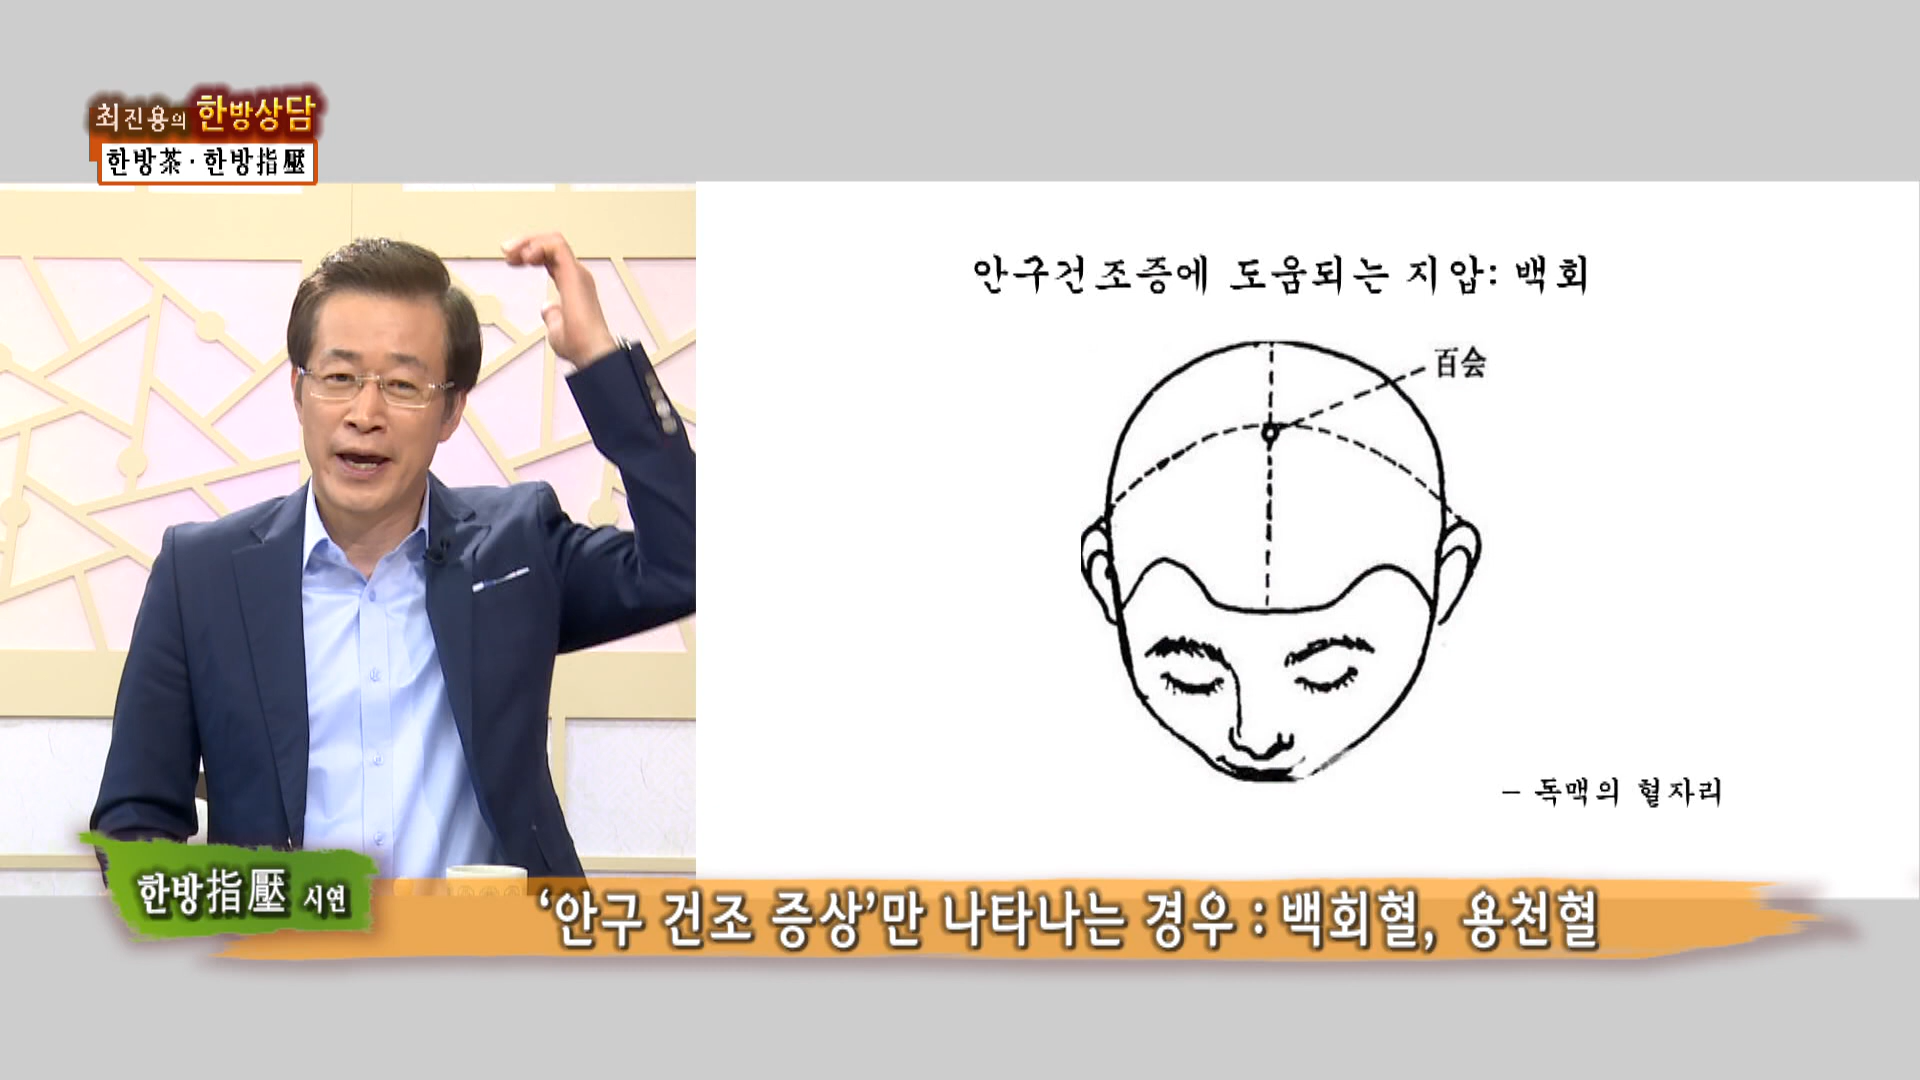 최진용의 한방상담
한방茶·한방指壓
안구건조증에 도움되는 지압: 백회
百会
– 독맥의 혈자리
한방指壓 시연
‘안구 건조 증상’만 나타나는 경우 : 백회혈, 용천혈